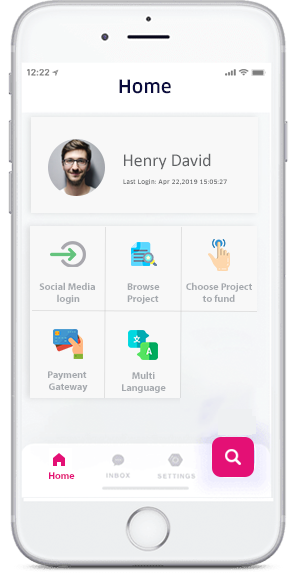 12:22
Home
Henry David
Last Login: Apr 22,2019 15:05:27
Social Media
login
Browse
Project
Choose Project
to fund
Payment
Gateway
Multi
Language
文
A
Home
INBOX
SETTINGS